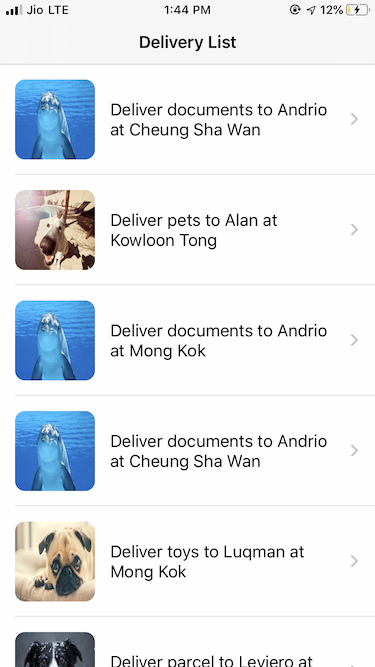 Jio LTE 1:44 PM 12%
Delivery List
Deliver documents to Andrio
at Cheung Sha Wan
Deliver pets to Alan at
Kowloon Tong
Deliver documents to Andrio
at Mong Kok
Deliver documents to Andrio
at Cheung Sha Wan
Deliver toys to Luqman at
Mong Kok
Deliver parcel to Leviero at